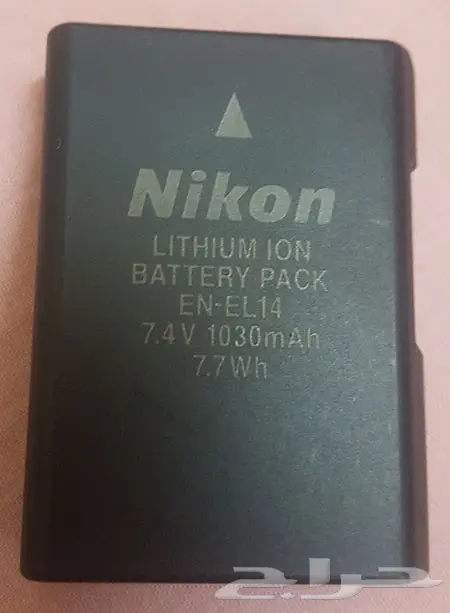 Nikon
LITHIUM ION
BATTERY PACK
EN-EL14
7.4V 1030mAh
7.7Wh
حراج